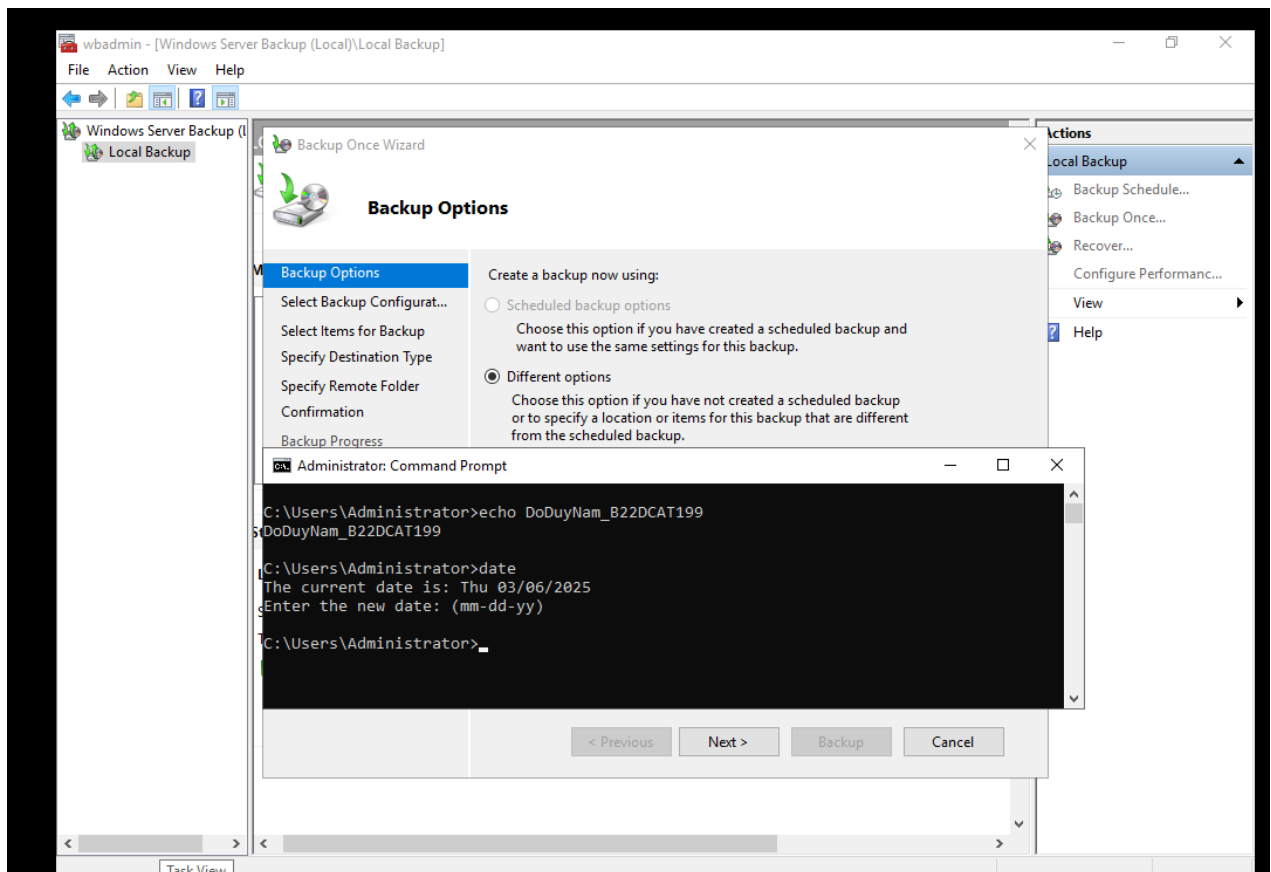 wbadmin - [Windows Server Backup (Local)\Local Backup]
File Action View Help
Windows Server Backup (L
Local Backup
Backup Once Wizard
Backup Options
Backup Options
Select Backup Configurat...
Select Items for Backup
Specify Destination Type
Specify Remote Folder
Confirmation
Backup Progress
Create a backup now using:
Scheduled backup options
Choose this option if you have created a scheduled backup and
want to use the same settings for this backup.
Different options
Choose this option if you have not created a scheduled backup
or to specify a location or items for this backup that are different
from the scheduled backup.
Administrator: Command Prompt
C:\Users\Administrator>echo DoDuyNam_B22DCAT199
DoDuyNam_B22DCAT199
C:\Users\Administrator>date
The current date is: Thu 03/06/2025
Enter the new date: (mm-dd-yy)
C:\Users\Administrator>
< Previous
Next >
Backup
Cancel
Actions
Local Backup
Backup Schedule...
Backup Once...
Recover...
Configure Performanc...
View
Help
Task View